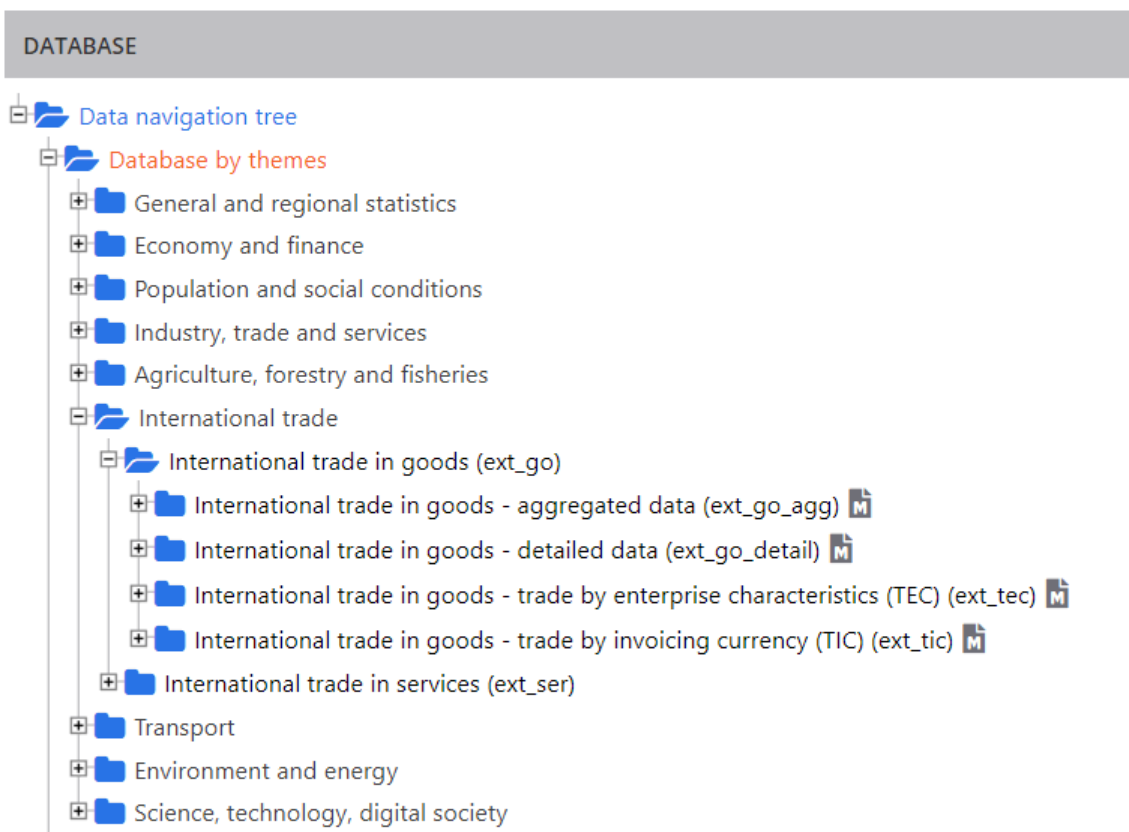 DATABASE
Data navigation tree
Database by themes
General and regional statistics
Economy and finance
Population and social conditions
Industry, trade and services
Agriculture, forestry and fisheries
International trade
International trade in goods (ext_go)
International trade in goods - aggregated data (ext_go_agg) M
International trade in goods - detailed data (ext_go_detail) M
International trade in goods - trade by enterprise characteristics (TEC) (ext_tec) M
International trade in goods - trade by invoicing currency (TIC) (ext_tic) M
International trade in services (ext_ser)
Transport
Environment and energy
Science, technology, digital society